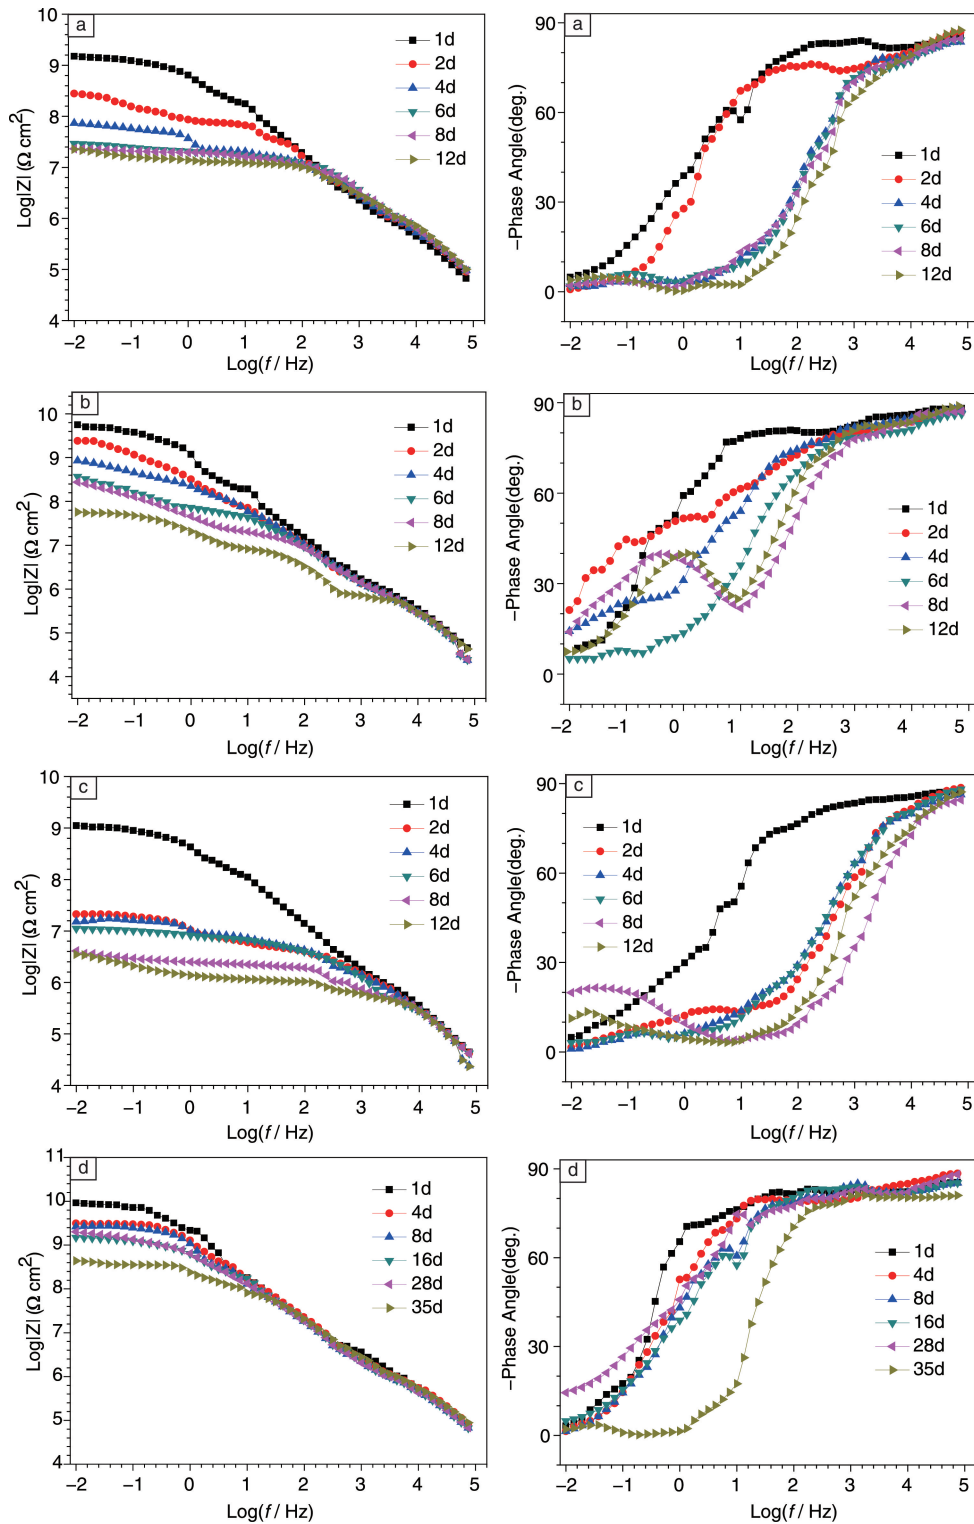 a
Log|Z| (Ω cm²)
10
9
8
7
6
5
4
−2 −1 0 1 2 3 4 5
Log(f / Hz)
1d
2d
4d
6d
8d
12d
a
−Phase Angle(deg.)
90
60
30
0
−2 −1 0 1 2 3 4 5
Log(f / Hz)
1d
2d
4d
6d
8d
12d
b
Log|Z| (Ω cm²)
10
9
8
7
6
5
4
−2 −1 0 1 2 3 4 5
Log(f / Hz)
1d
2d
4d
6d
8d
12d
b
−Phase Angle(deg.)
90
60
30
0
−2 −1 0 1 2 3 4 5
Log(f / Hz)
1d
2d
4d
6d
8d
12d
c
Log|Z| (Ω cm²)
10
9
8
7
6
5
4
−2 −1 0 1 2 3 4 5
Log(f / Hz)
1d
2d
4d
6d
8d
12d
c
−Phase Angle(deg.)
90
60
30
0
−2 −1 0 1 2 3 4 5
Log(f / Hz)
1d
2d
4d
6d
8d
12d
d
Log|Z| (Ω cm²)
11
10
9
8
7
6
5
4
−2 −1 0 1 2 3 4 5
Log(f / Hz)
1d
4d
8d
16d
28d
35d
d
−Phase Angle(deg.)
90
60
30
0
−2 −1 0 1 2 3 4 5
Log(f / Hz)
1d
4d
8d
16d
28d
35d